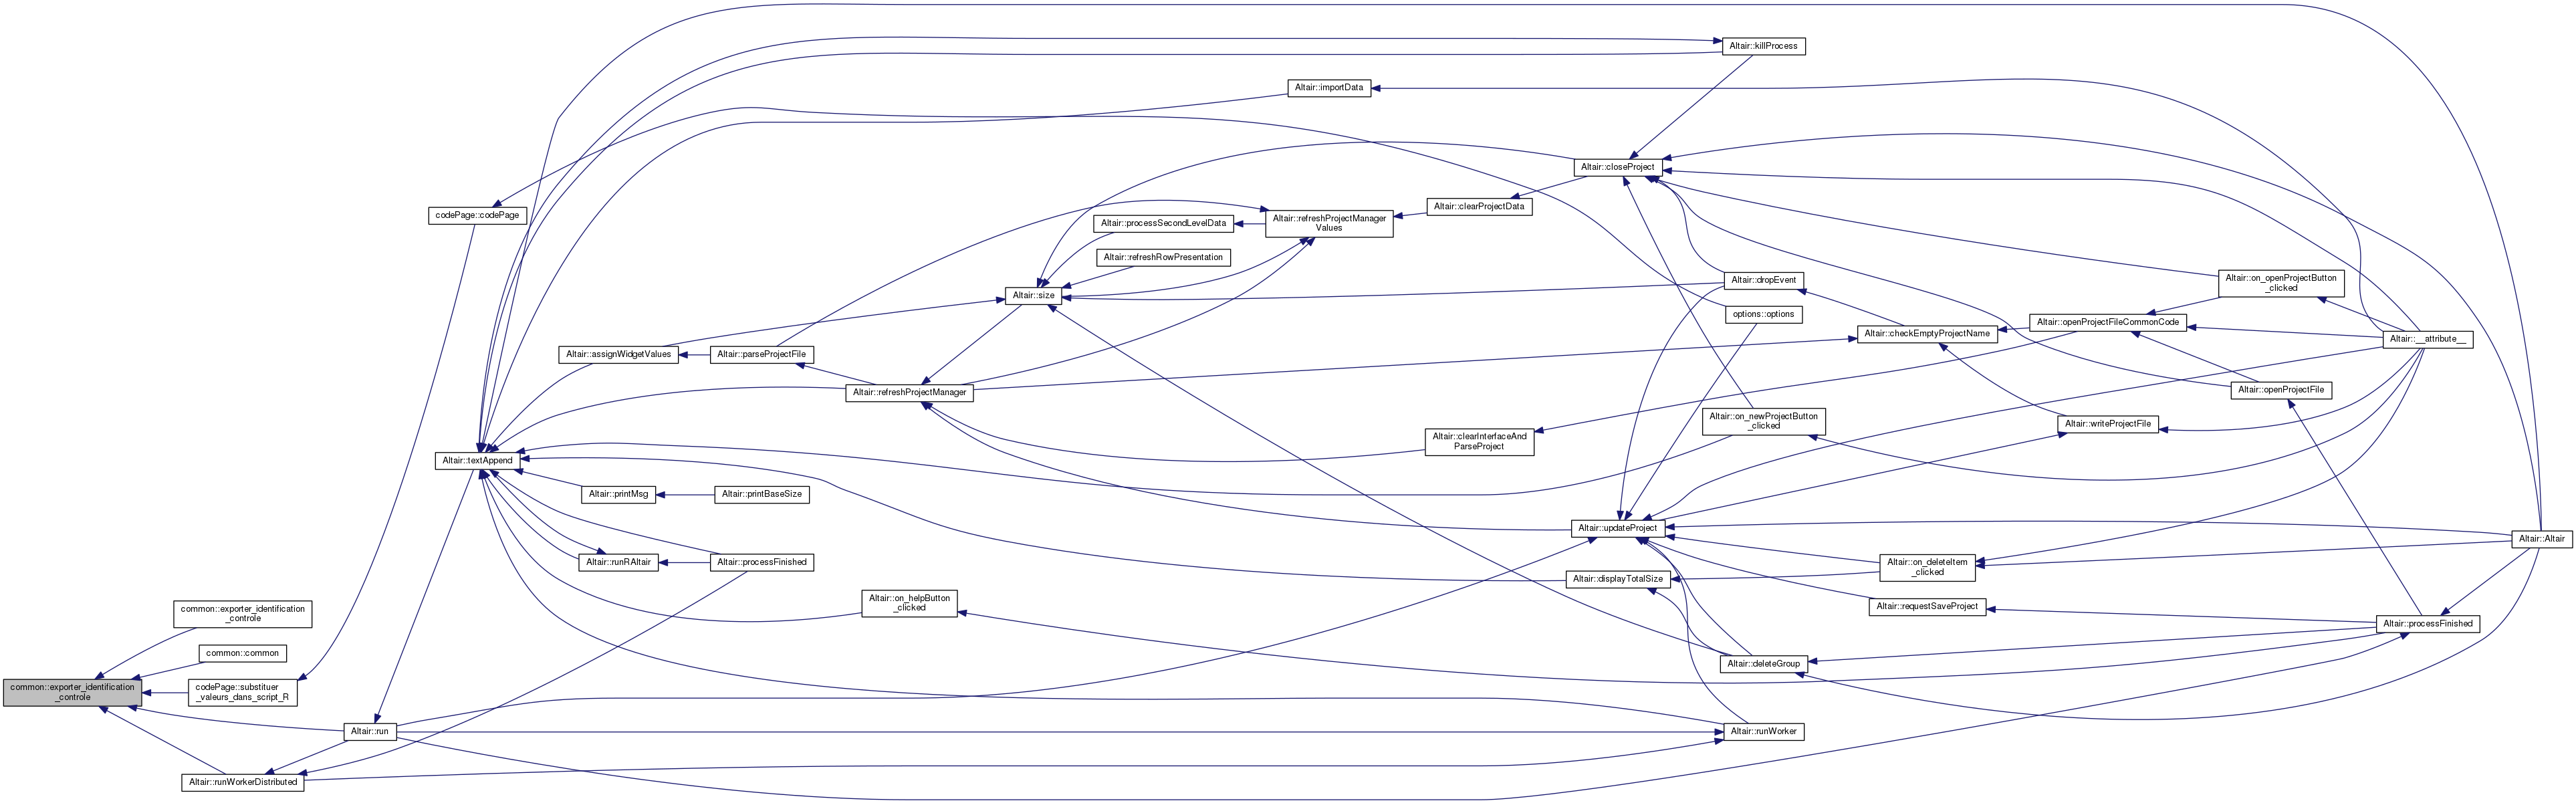 Altair::killProcess
Altair::importData
Altair::closeProject
codePage::codePage
Altair::clearProjectData
Altair::refreshProjectManager
Values
Altair::processSecondLevelData
Altair::refreshRowPresentation
Altair::size
Altair::dropEvent
Altair::on_openProjectButton
_clicked
options::options
Altair::openProjectFileCommonCode
Altair::checkEmptyProjectName
Altair::__attribute__
Altair::assignWidgetValues
Altair::parseProjectFile
Altair::refreshProjectManager
Altair::openProjectFile
Altair::on_newProjectButton
_clicked
Altair::writeProjectFile
Altair::clearInterfaceAnd
ParseProject
Altair::textAppend
Altair::printMsg
Altair::printBaseSize
Altair::updateProject
Altair::Altair
Altair::runRAltair
Altair::processFinished
Altair::on_deleteItem
_clicked
Altair::displayTotalSize
Altair::on_helpButton
_clicked
Altair::requestSaveProject
common::exporter_identification
_controle
Altair::processFinished
common::common
Altair::deleteGroup
common::exporter_identification
_controle
codePage::substituer
_valeurs_dans_script_R
Altair::run
Altair::runWorker
Altair::runWorkerDistributed